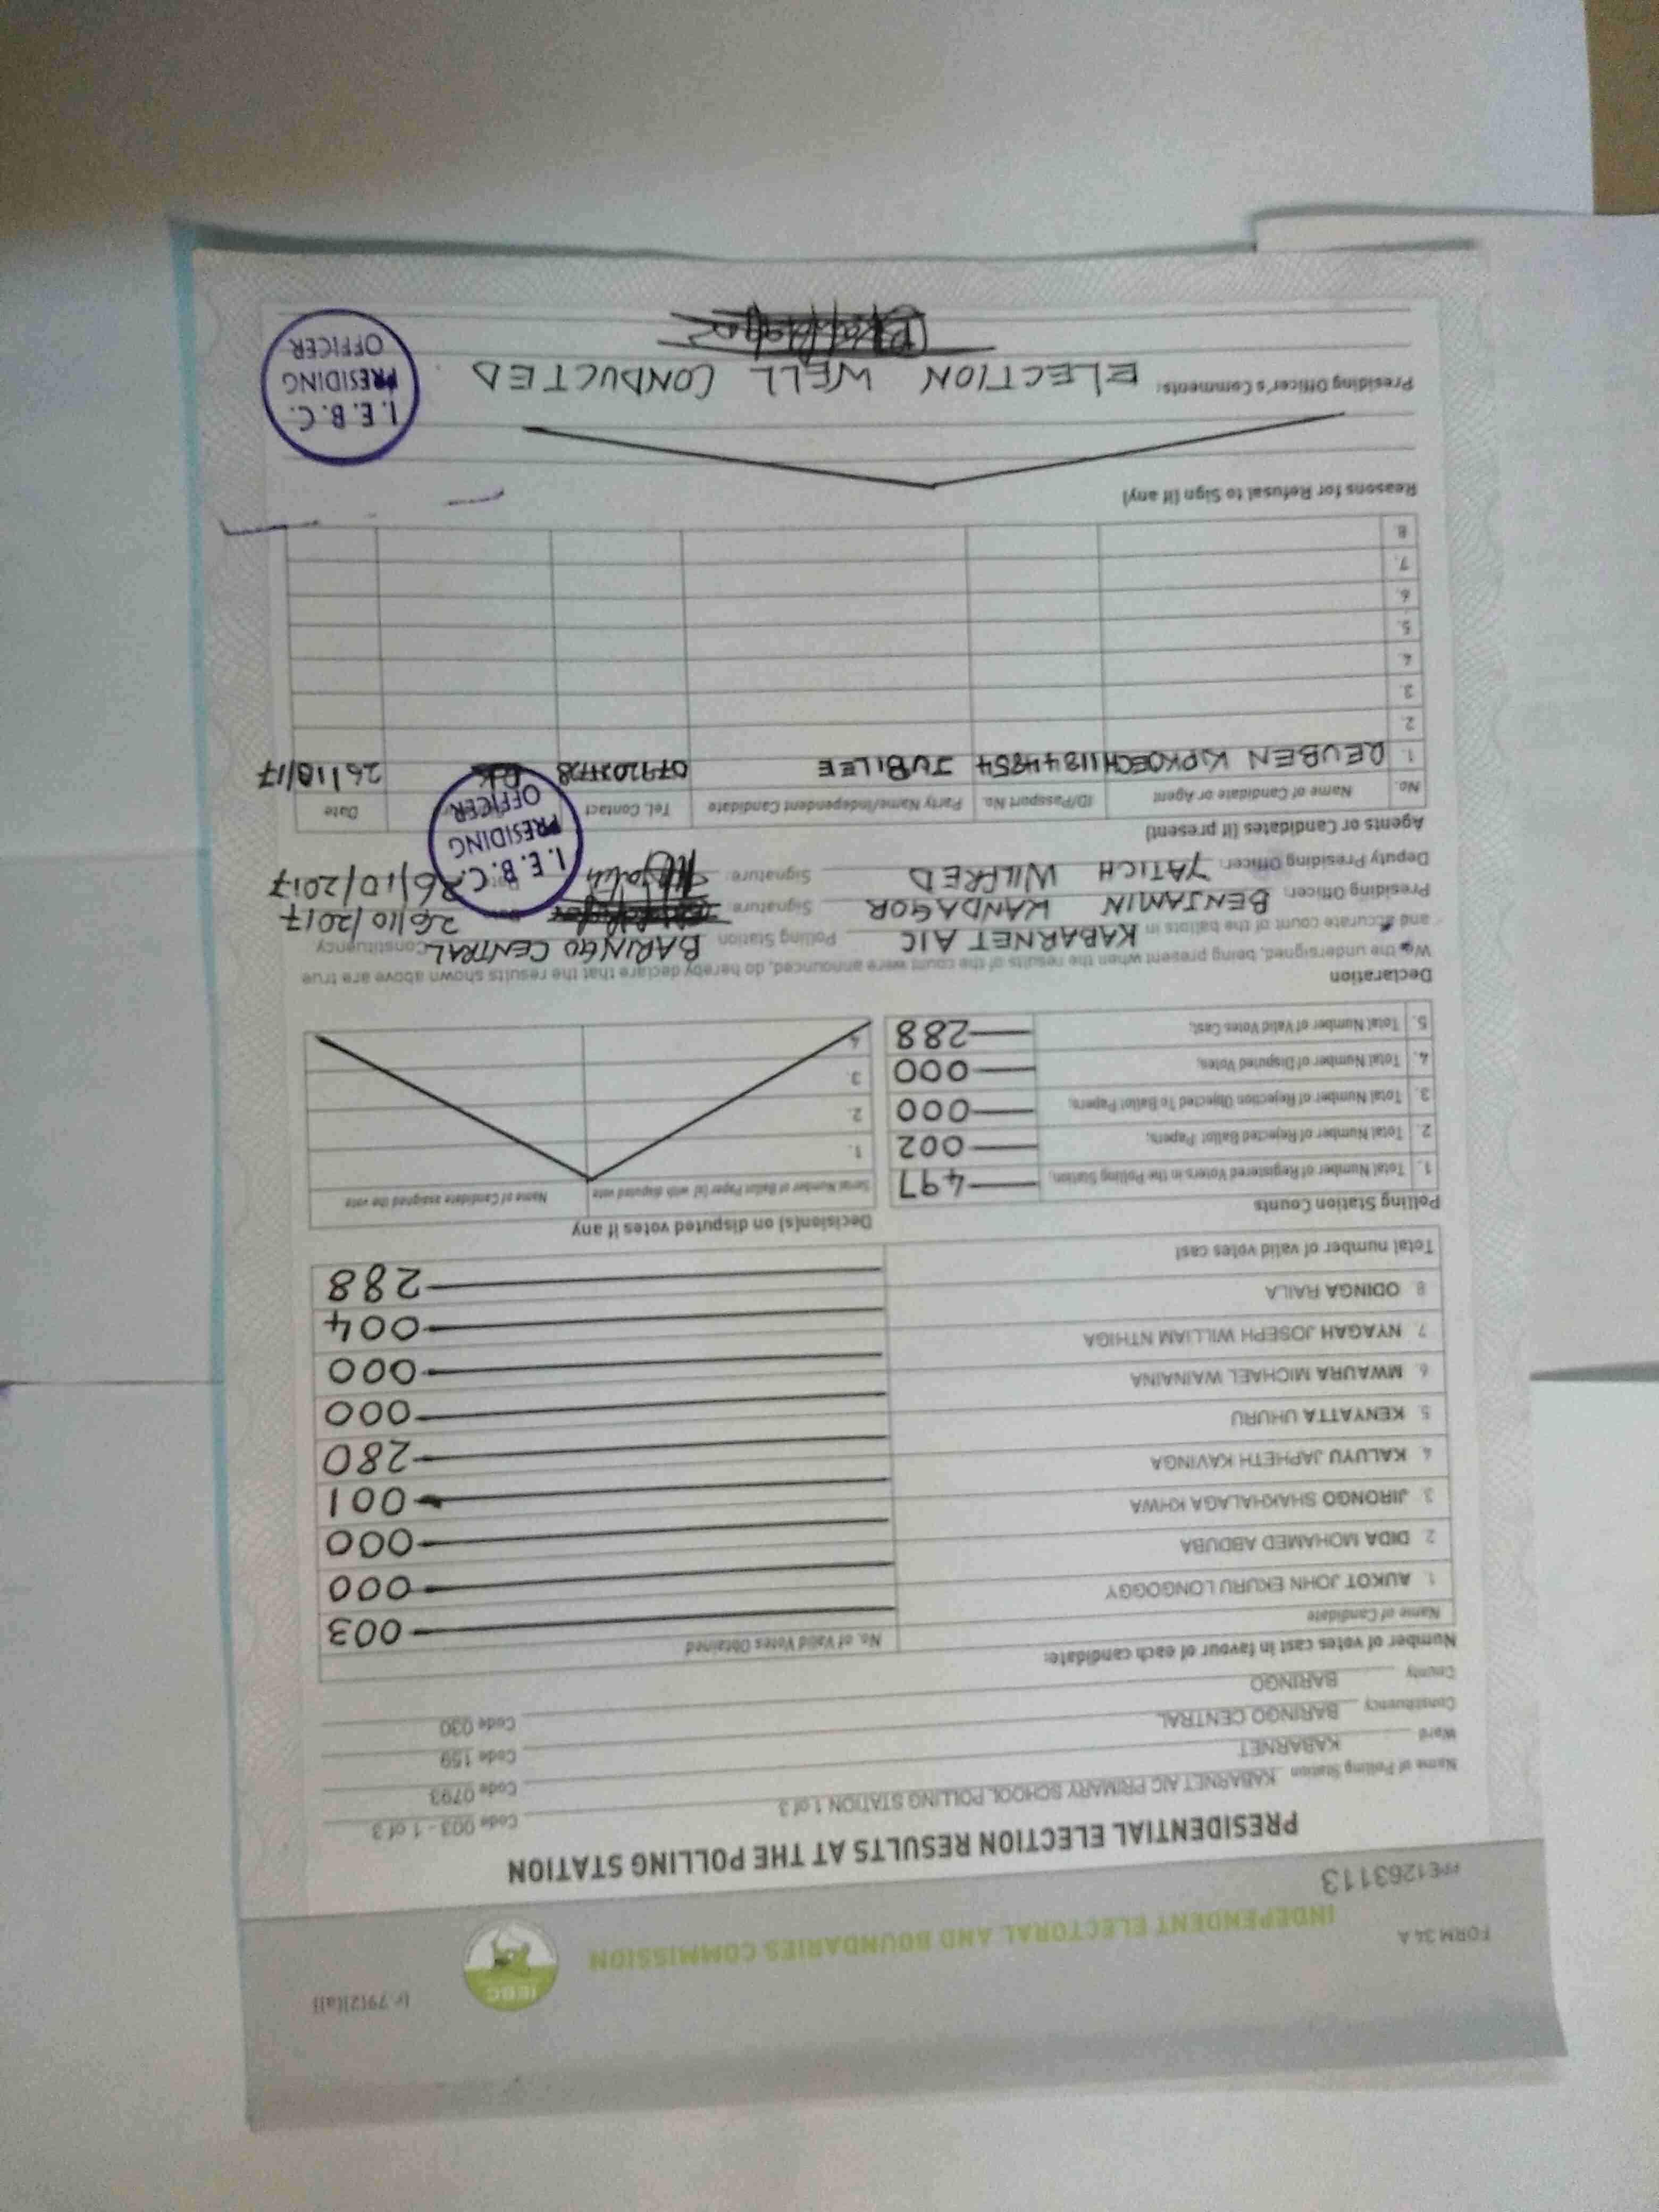 FORM 34 A
INDEPENDENT ELECTORAL AND BOUNDARIES COMMISSION
IEBC
(r 79(2)(a))
PPE1263113
PRESIDENTIAL ELECTION RESULTS AT THE POLLING STATION
Name of Polling Station KABARNET AIC PRIMARY SCHOOL POLLING STATION 1 of 3 Code 003 - 1 of 3
Ward KABARNET Code 0793
Constituency BARINGO CENTRAL Code 159
County BARINGO Code 030
Number of votes cast in favour of each candidate:
Name of Candidate No. of Valid Votes Obtained
1. AUKOT JOHN EKURU LONGOGGY 003
2. DIDA MOHAMED ABDUBA 000
3. JIRONGO SHAKHALAGA KHWA 000
4. KALUYU JAPHETH KAVINGA 001
5. KENYATTA UHURU 280
6. MWAURA MICHAEL WAINAINA 000
7. NYAGAH JOSEPH WILLIAM NTHIGA 000
8. ODINGA RAILA 004
Total number of valid votes cast 288
Polling Station Counts
1. Total Number of Registered Voters in the Polling Station; 497
2. Total Number of Rejected Ballot Papers; 002
3. Total Number of Rejection Objected To Ballot Papers; 000
4. Total Number of Disputed Votes; 000
5. Total Number of Valid Votes Cast; 288
Decision(s) on disputed votes if any
Serial Number of Ballot Paper (s) with disputed vote Name of Candidate assigned the vote
1.
2.
3.
4.
Declaration
We the undersigned, being present when the results of the count were announced, do hereby declare that the results shown above are true
and accurate count of the ballots in KABARNET AIC Polling Station BARINGO CENTRAL Constituency
Presiding Officer: BENJAMIN KANDAGOR Signature: Date 26/10/2017
Deputy Presiding Officer: YATICH WILFRED Signature: Date 26/10/2017
Agents or Candidates (if present)
No. Name of Candidate or Agent ID/Passport No. Party Name/Independent Candidate Tel. Contact Date
1. REUBEN KIPKOECH JUBILEE 26/10/17
2.
3.
4.
5.
6.
7.
8.
I.E.B.C.
PRESIDING
OFFICER
Reasons for Refusal to Sign (if any)
Presiding Officer's Comments: ELECTION WELL CONDUCTED
I.E.B.C.
PRESIDING
OFFICER